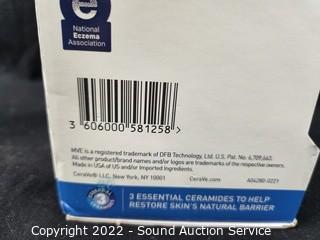 National
Eczema
Association
3 606000 581258 >
MVE is a registered trademark of DFB Technology, Ltd. U.S. Pat. No. 6,709,663.
All other product/brand names and/or logos are trademarks of the respective owners.
Made in USA of US and/or Imported Ingredients.
CeraVe® LLC, New York, NY 10001 CeraVe.com A04280-0221
3 ESSENTIAL CERAMIDES TO HELP
RESTORE SKIN'S NATURAL BARRIER
Copyright 2022 - Sound Auction Service